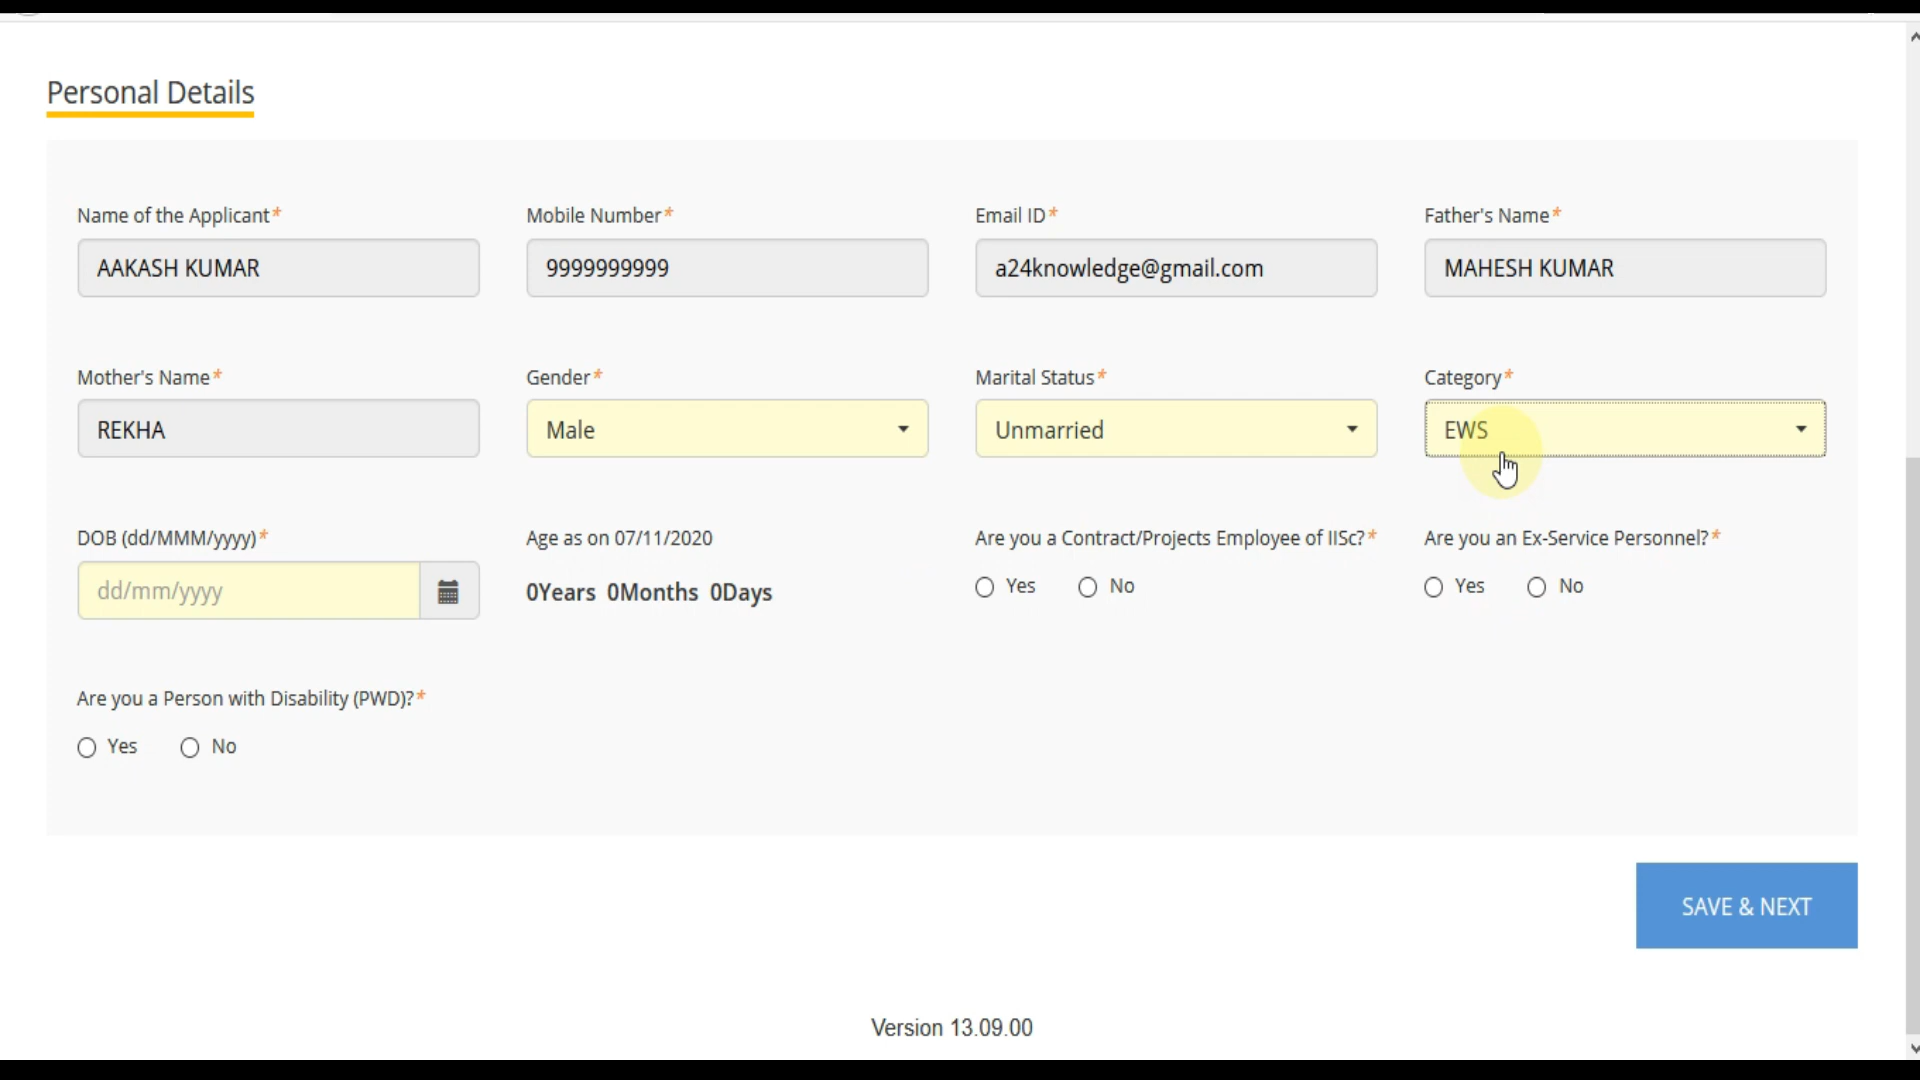 Personal Details
Name of the Applicant* Mobile Number* Email ID* Father's Name*
AAKASH KUMAR 9999999999 a24knowledge@gmail.com MAHESH KUMAR
Mother's Name* Gender* Marital Status* Category*
REKHA Male Unmarried EWS
DOB (dd/MMM/yyyy)* Age as on 07/11/2020 Are you a Contract/Projects Employee of IISc?* Are you an Ex-Service Personnel?*
dd/mm/yyyy 0Years 0Months 0Days Yes No Yes No
Are you a Person with Disability (PWD)?*
Yes No
SAVE & NEXT
Version 13.09.00